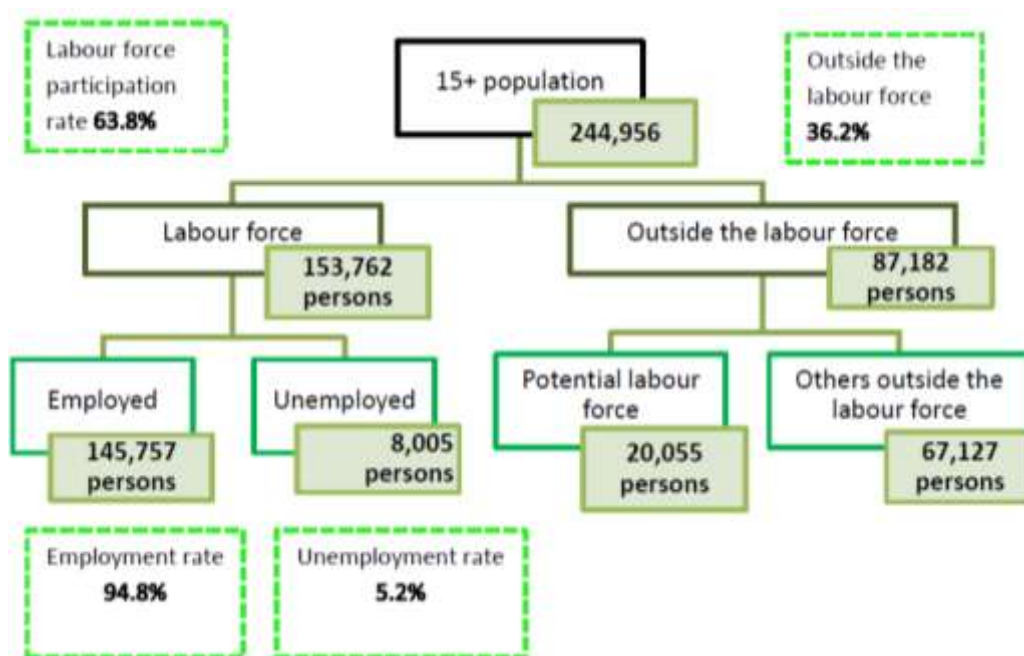 Labour force
participation
rate 63.8%
15+ population
244,956
Outside the
labour force
36.2%
Labour force
153,762
persons
Outside the labour force
87,182
persons
Employed
145,757
persons
Unemployed
8,005
persons
Potential labour
force
20,055
persons
Others outside the
labour force
67,127
persons
Employment rate
94.8%
Unemployment rate
5.2%